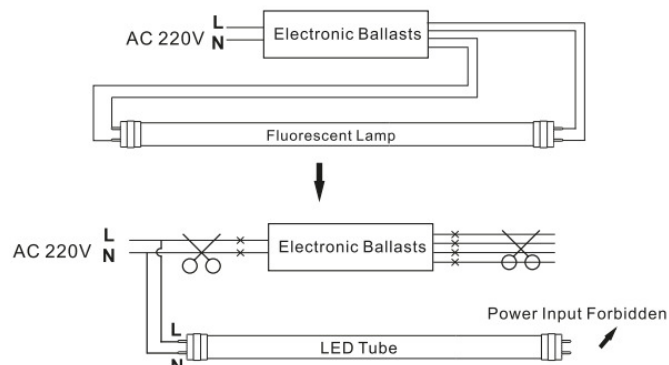 L
AC 220V N
Electronic Ballasts
Fluorescent Lamp
L
AC 220V N
Electronic Ballasts
Power Input Forbidden
L
LED Tube
N